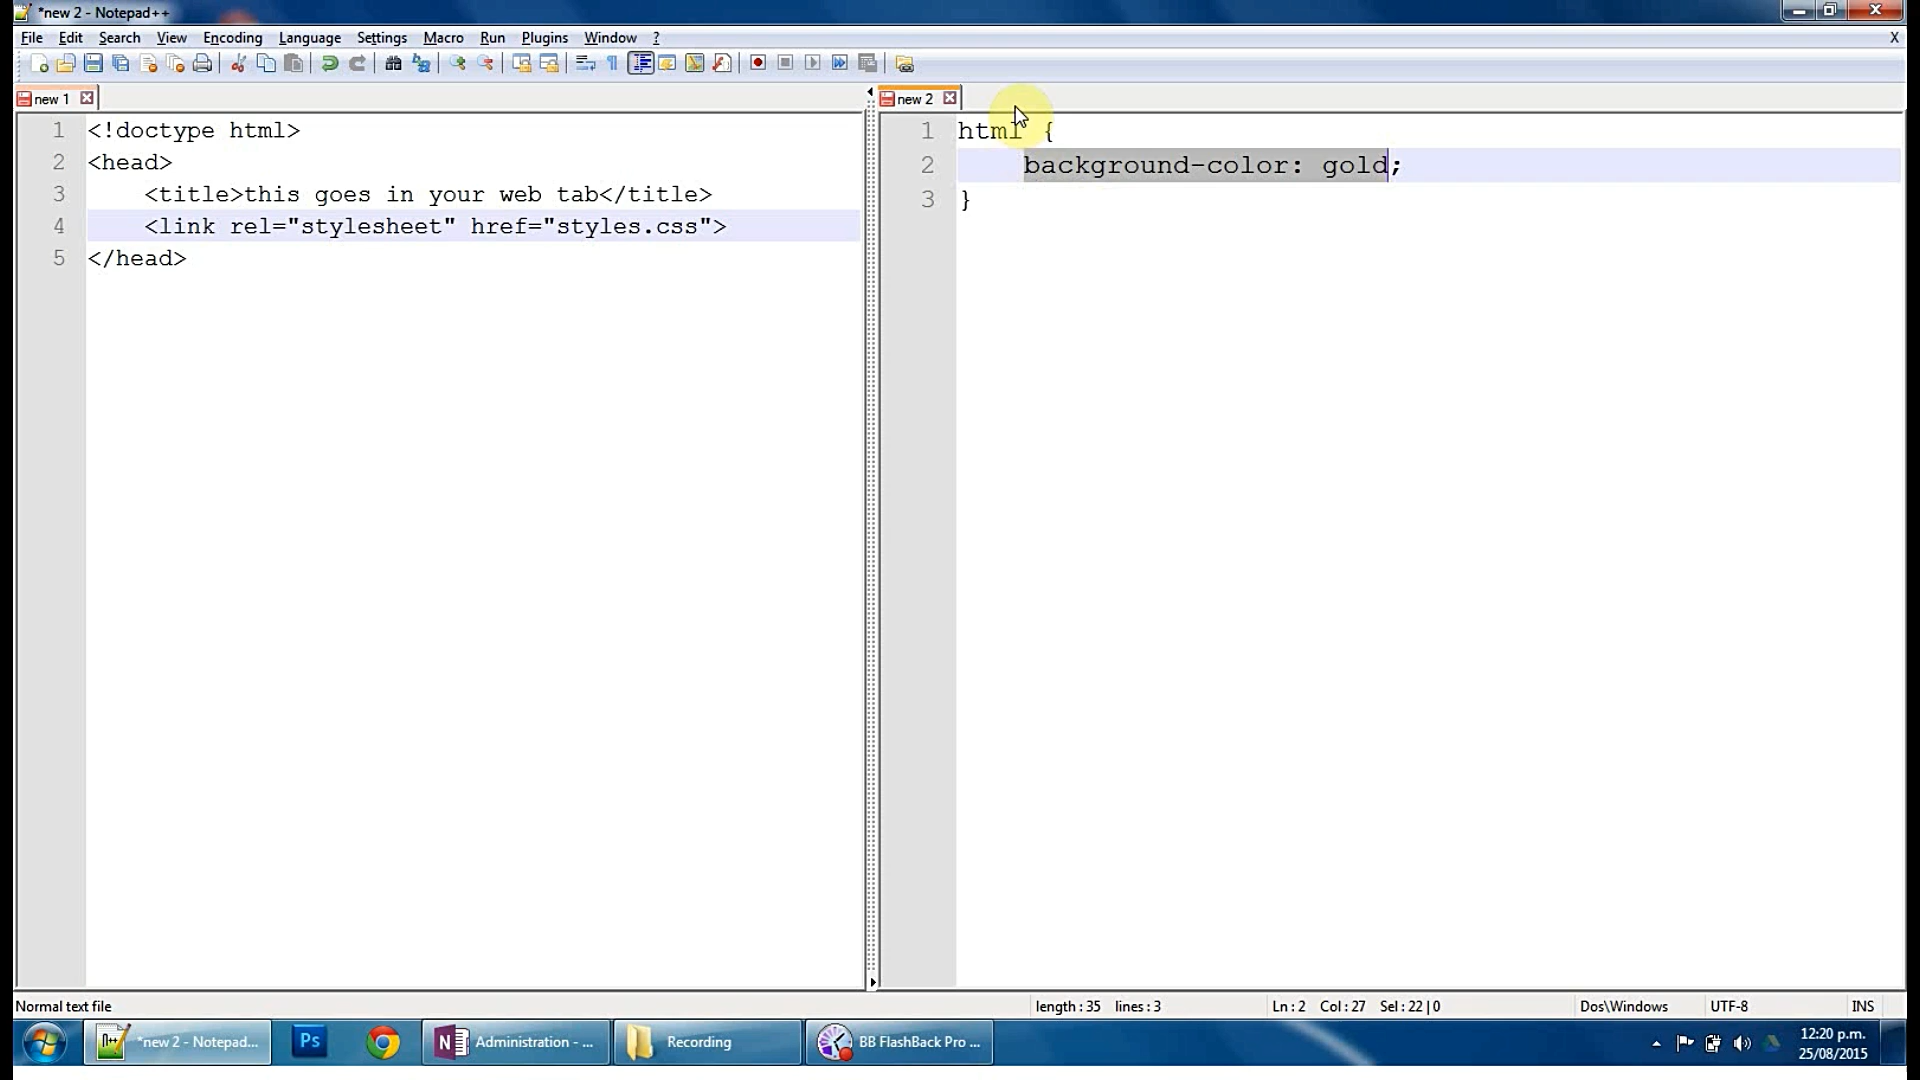 *new 2 - Notepad++
File Edit Search View Encoding Language Settings Macro Run Plugins Window ? X
new 1
new 2
1 <!doctype html>
2 <head>
3     <title>this goes in your web tab</title>
4     <link rel="stylesheet" href="styles.css">
5 </head>
1 html {
2     background-color: gold;
3 }
Normal text file length : 35 lines : 3 Ln : 2 Col : 27 Sel : 22 | 0 Dos\Windows UTF-8 INS
*new 2 - Notepad... Ps Administration - ... Recording BB FlashBack Pro ... 12:20 p.m.
25/08/2015